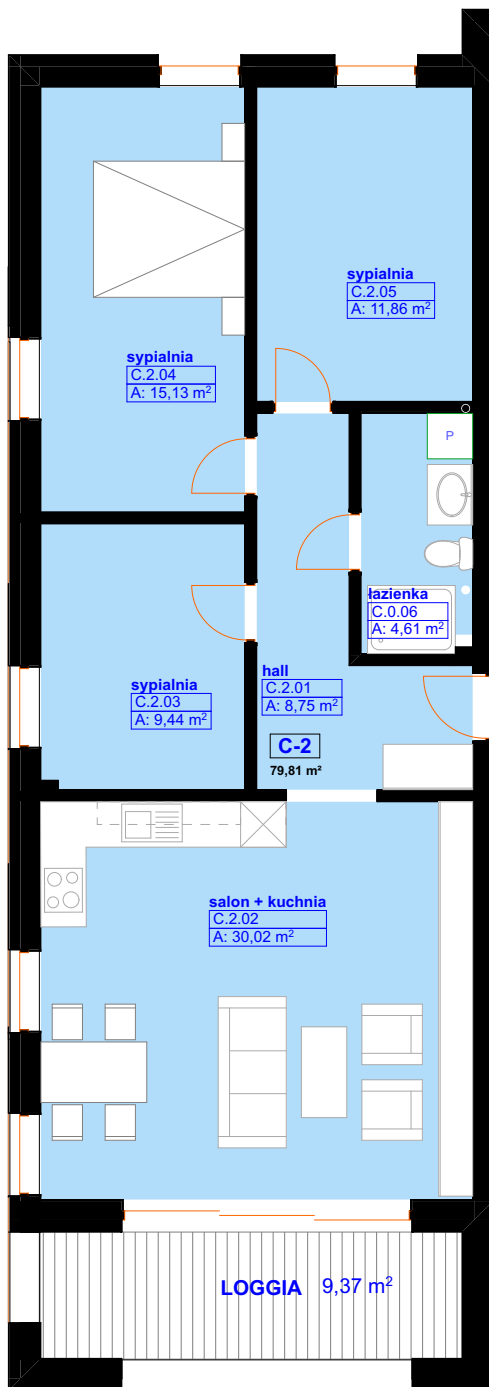 sypialnia
C.2.05
A: 11,86 m²
sypialnia
C.2.04
A: 15,13 m²
P
łazienka
C.0.06
A: 4,61 m²
hall
C.2.01
A: 8,75 m²
sypialnia
C.2.03
A: 9,44 m²
C-2
79,81 m²
salon + kuchnia
C.2.02
A: 30,02 m²
LOGGIA 9,37 m²